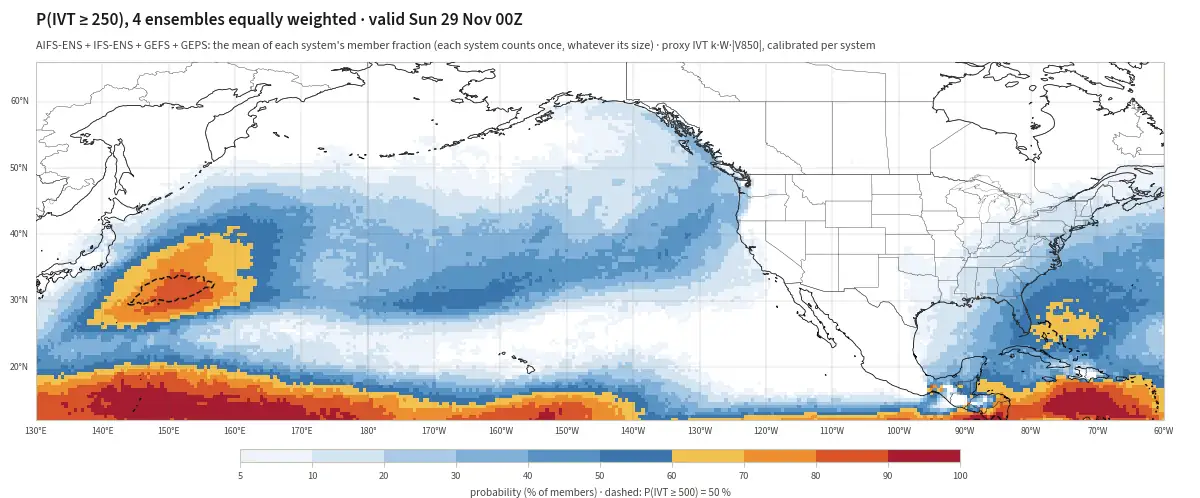 P(IVT ≥ 250), 4 ensembles equally weighted · valid Sun 29 Nov 00Z
AIFS-ENS + IFS-ENS + GEFS + GEPS: the mean of each system's member fraction (each system counts once, whatever its size) · proxy IVT k·W·|V850|, calibrated per system
60°N
50°N
40°N
30°N
20°N
130°E 140°E 150°E 160°E 170°E 180° 170°W 160°W 150°W 140°W 130°W 120°W 110°W 100°W 90°W 80°W 70°W 60°W
5 10 20 30 40 50 60 70 80 90 100
probability (% of members) · dashed: P(IVT ≥ 500) = 50 %